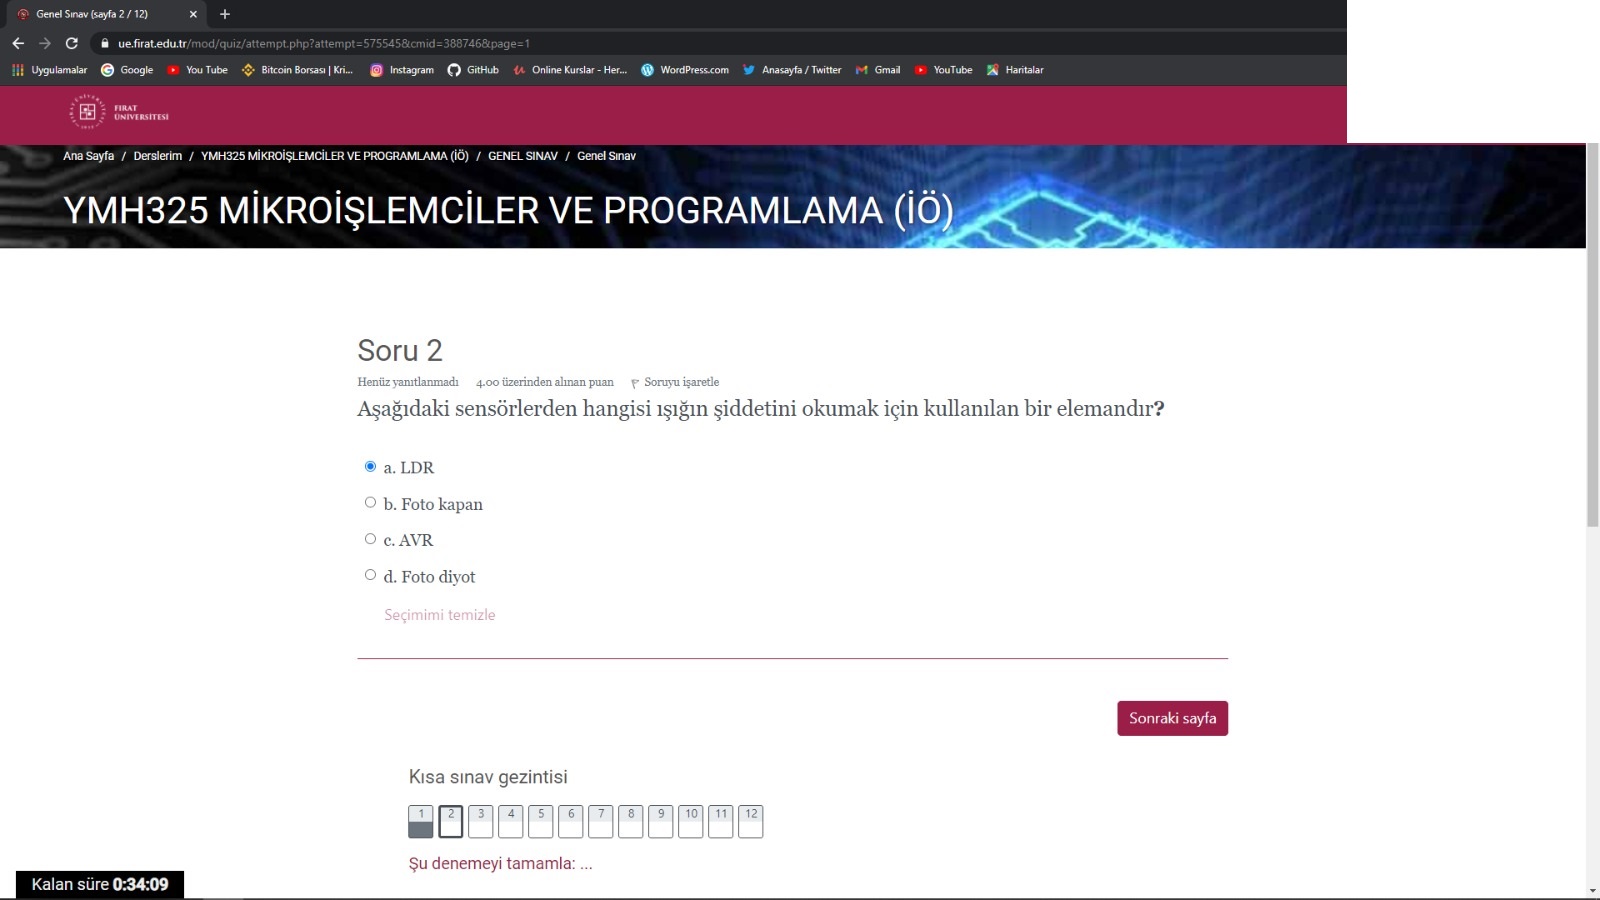 Genel Sınav (sayfa 2 / 12)
ue.firat.edu.tr/mod/quiz/attempt.php?attempt=575545&cmid=388746&page=1
Uygulamalar Google You Tube Bitcoin Borsası | Kri... Instagram GitHub Online Kurslar - Her... WordPress.com Anasayfa / Twitter Gmail YouTube Haritalar
FIRAT
ÜNİVERSİTESİ
Ana Sayfa / Derslerim / YMH325 MİKROİŞLEMCİLER VE PROGRAMLAMA (İÖ) / GENEL SINAV / Genel Sınav
YMH325 MİKROİŞLEMCİLER VE PROGRAMLAMA (İÖ)
Soru 2
Henüz yanıtlanmadı 4.00 üzerinden alınan puan Soruyu işaretle
Aşağıdaki sensörlerden hangisi ışığın şiddetini okumak için kullanılan bir elemandır?
a. LDR
b. Foto kapan
c. AVR
d. Foto diyot
Seçimimi temizle
Sonraki sayfa
Kısa sınav gezintisi
1 2 3 4 5 6 7 8 9 10 11 12
Şu denemeyi tamamla: ...
Kalan süre 0:34:09